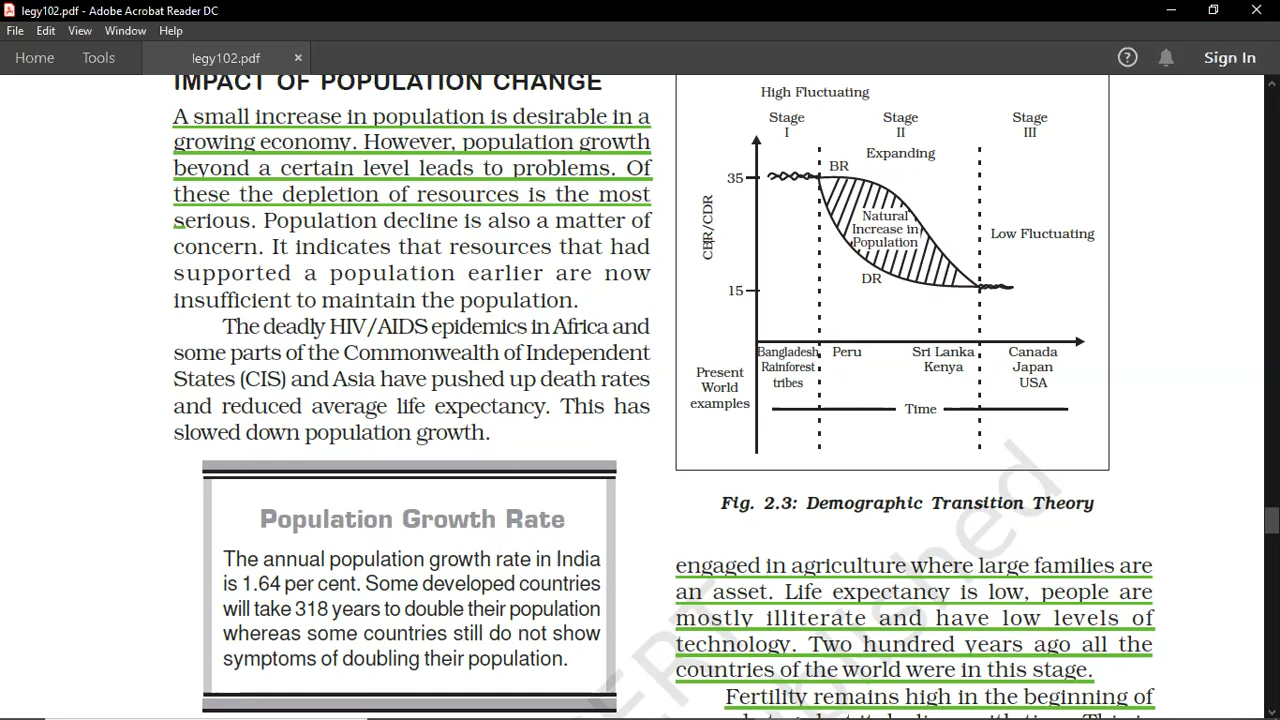 legy102.pdf - Adobe Acrobat Reader DC
File Edit View Window Help
Home Tools legy102.pdf × ? Sign In
IMPACT OF POPULATION CHANGE
A small increase in population is desirable in a
growing economy. However, population growth
beyond a certain level leads to problems. Of
these the depletion of resources is the most
serious. Population decline is also a matter of
concern. It indicates that resources that had
supported a population earlier are now
insufficient to maintain the population.
The deadly HIV/AIDS epidemics in Africa and
some parts of the Commonwealth of Independent
States (CIS) and Asia have pushed up death rates
and reduced average life expectancy. This has
slowed down population growth.
Population Growth Rate
The annual population growth rate in India
is 1.64 per cent. Some developed countries
will take 318 years to double their population
whereas some countries still do not show
symptoms of doubling their population.
High Fluctuating
Stage Stage Stage
I II III
Expanding
BR
35
CBR/CDR
Natural
Increase in
Population
Low Fluctuating
DR
15
Bangladesh Peru Sri Lanka Canada
Rainforest Kenya Japan
tribes USA
Present
World
examples
Time
Fig. 2.3: Demographic Transition Theory
engaged in agriculture where large families are
an asset. Life expectancy is low, people are
mostly illiterate and have low levels of
technology. Two hundred years ago all the
countries of the world were in this stage.
Fertility remains high in the beginning of